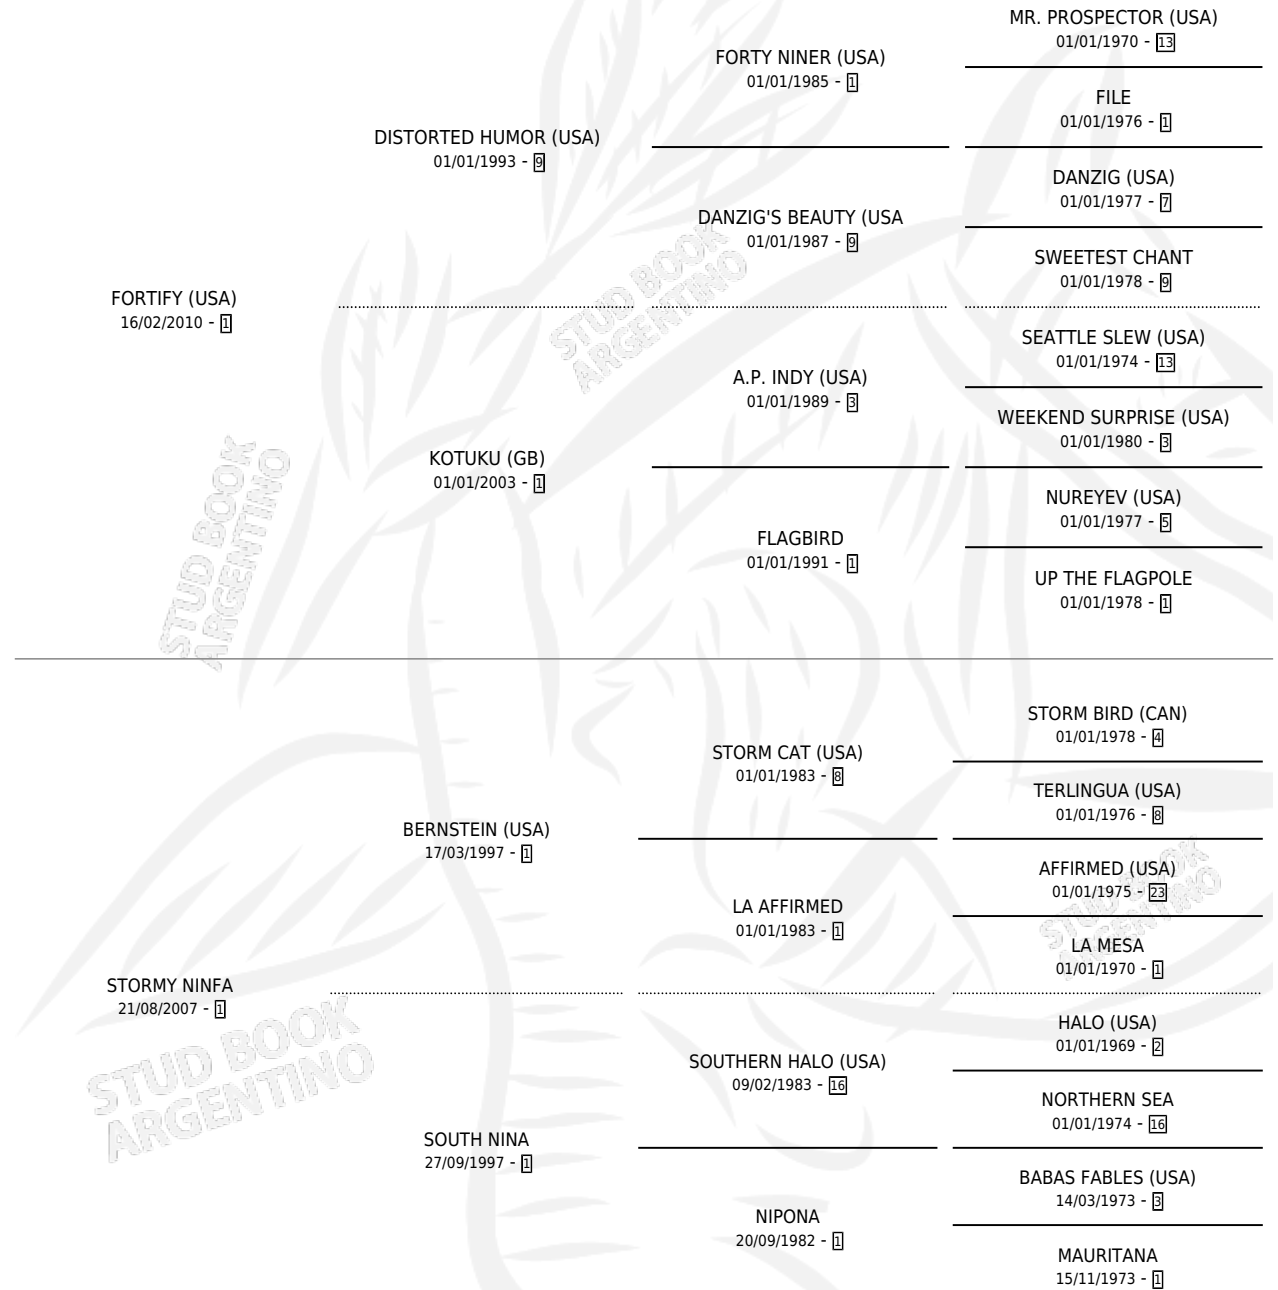 MR. PROSPECTOR (USA)
01/01/1970 - 13
FORTY NINER (USA)
01/01/1985 - 1
FILE
01/01/1976 - 1
DISTORTED HUMOR (USA)
01/01/1993 - 9
DANZIG (USA)
01/01/1977 - 7
DANZIG'S BEAUTY (USA
01/01/1987 - 9
SWEETEST CHANT
01/01/1978 - 9
STUD BOOK
ARGENTINO
FORTIFY (USA)
16/02/2010 - 1
SEATTLE SLEW (USA)
01/01/1974 - 13
A.P. INDY (USA)
01/01/1989 - 3
WEEKEND SURPRISE (USA)
01/01/1980 - 3
KOTUKU (GB)
01/01/2003 - 1
NUREYEV (USA)
01/01/1977 - 5
FLAGBIRD
01/01/1991 - 1
UP THE FLAGPOLE
01/01/1978 - 1
STUD BOOK
ARGENTINO
STORM BIRD (CAN)
01/01/1978 - 4
STORM CAT (USA)
01/01/1983 - 8
TERLINGUA (USA)
01/01/1976 - 8
BERNSTEIN (USA)
17/03/1997 - 1
AFFIRMED (USA)
01/01/1975 - 23
LA AFFIRMED
01/01/1983 - 1
STUD BOOK
ARGENTINO
LA MESA
01/01/1970 - 1
STORMY NINFA
21/08/2007 - 1
HALO (USA)
01/01/1969 - 2
SOUTHERN HALO (USA)
09/02/1983 - 16
NORTHERN SEA
01/01/1974 - 16
STUD BOOK
ARGENTINO
SOUTH NINA
27/09/1997 - 1
BABAS FABLES (USA)
14/03/1973 - 3
NIPONA
20/09/1982 - 1
MAURITANA
15/11/1973 - 1